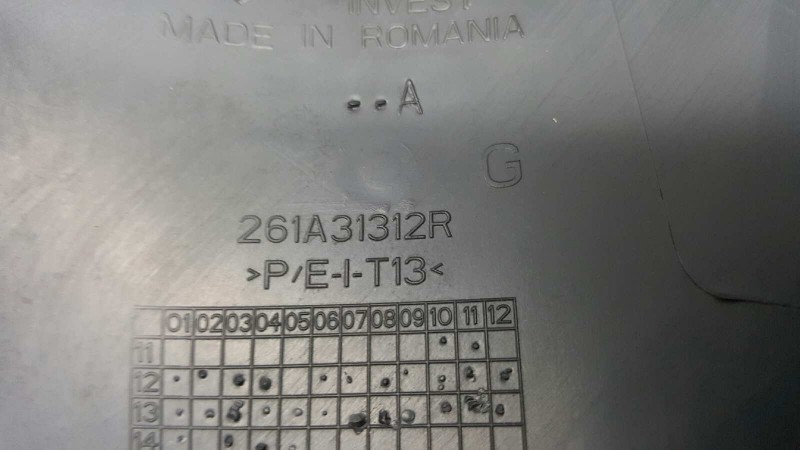 INVEST
MADE IN ROMANIA
A
G
261A31312R
>P/E-I-T13<
01 02 03 04 05 06 07 08 09 10 11 12
11
12
13
14